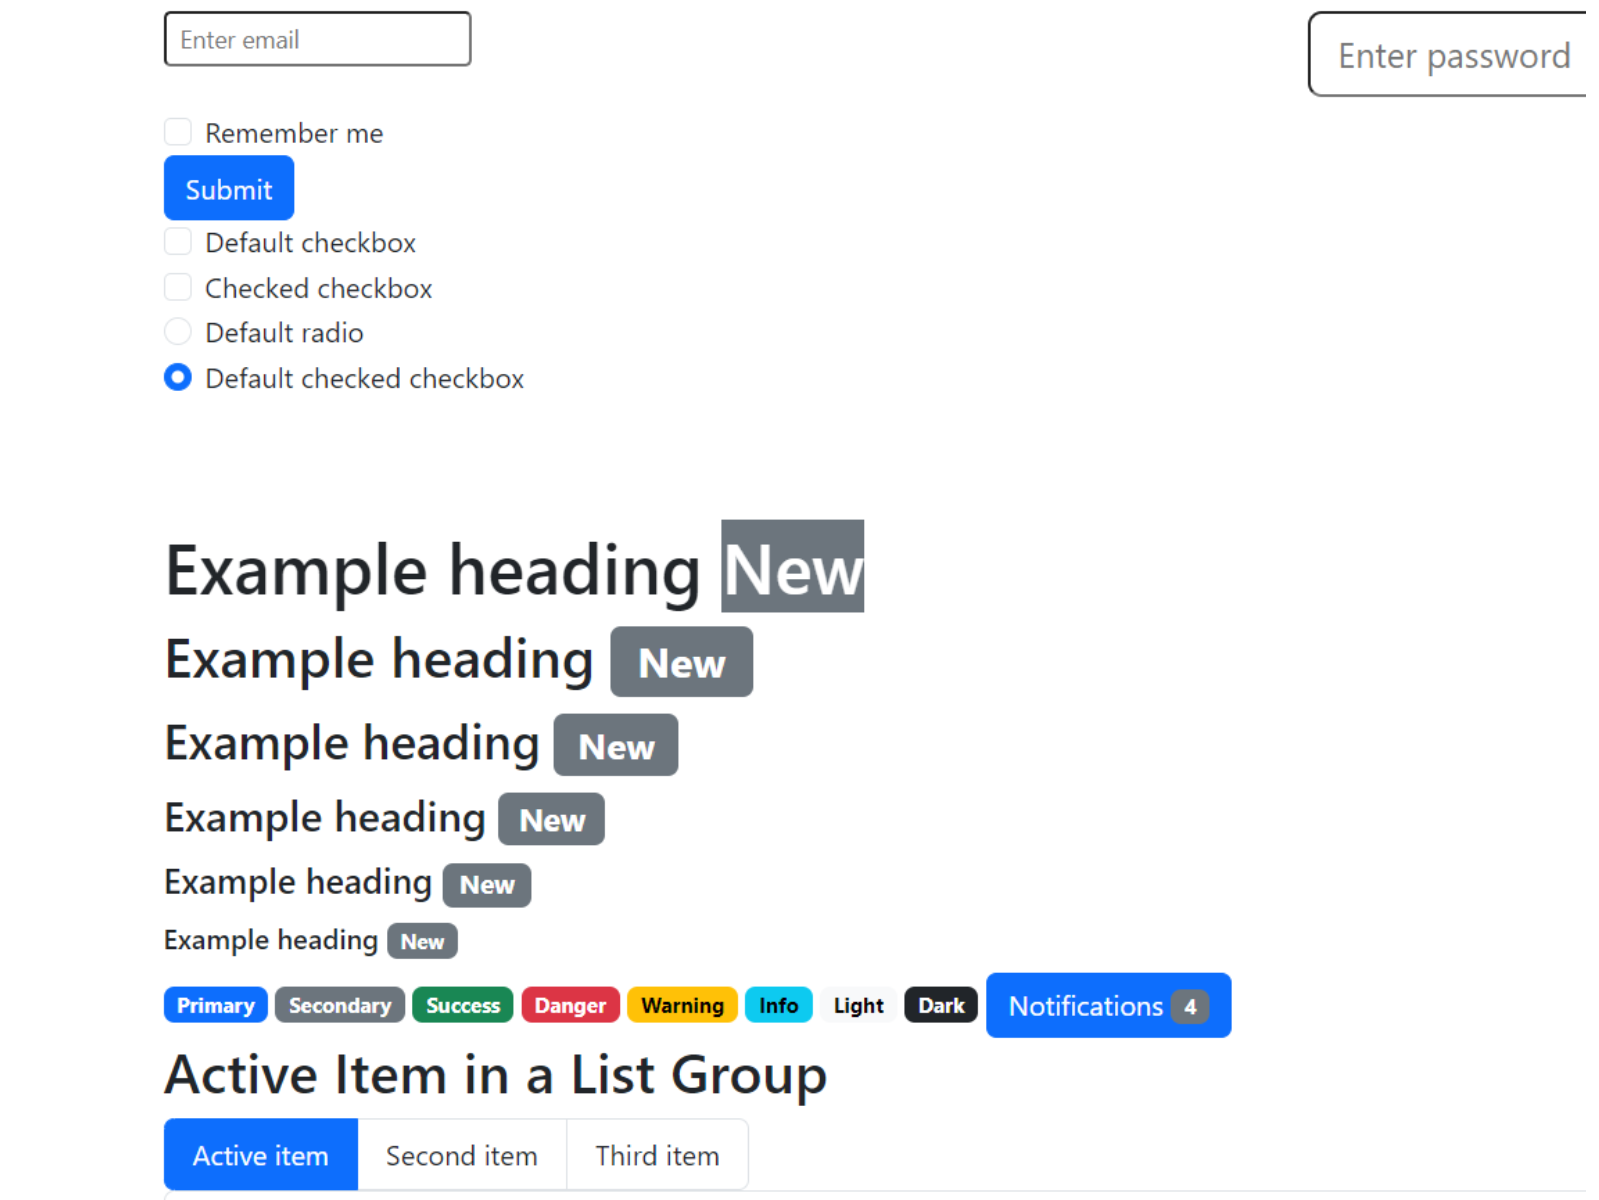 Enter email Enter password
Remember me
Submit
Default checkbox
Checked checkbox
Default radio
Default checked checkbox
Example heading New
Example heading New
Example heading New
Example heading New
Example heading New
Example heading New
Primary Secondary Success Danger Warning Info Light Dark Notifications 4
Active Item in a List Group
Active item Second item Third item